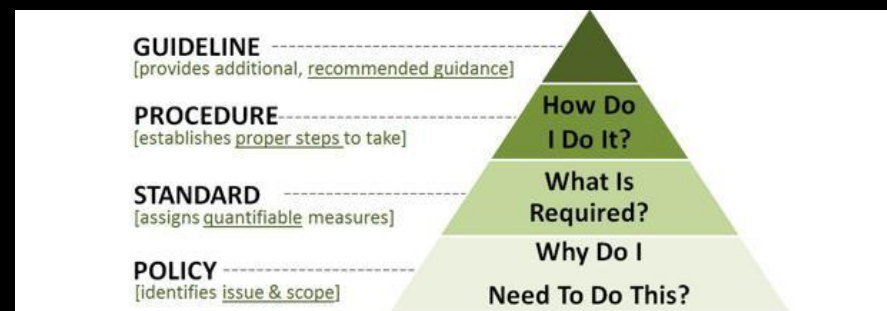 GUIDELINE
[provides additional, recommended guidance]
PROCEDURE
[establishes proper steps to take]
How Do
I Do It?
STANDARD
[assigns quantifiable measures]
What Is
Required?
POLICY
[identifies issue & scope]
Why Do I
Need To Do This?